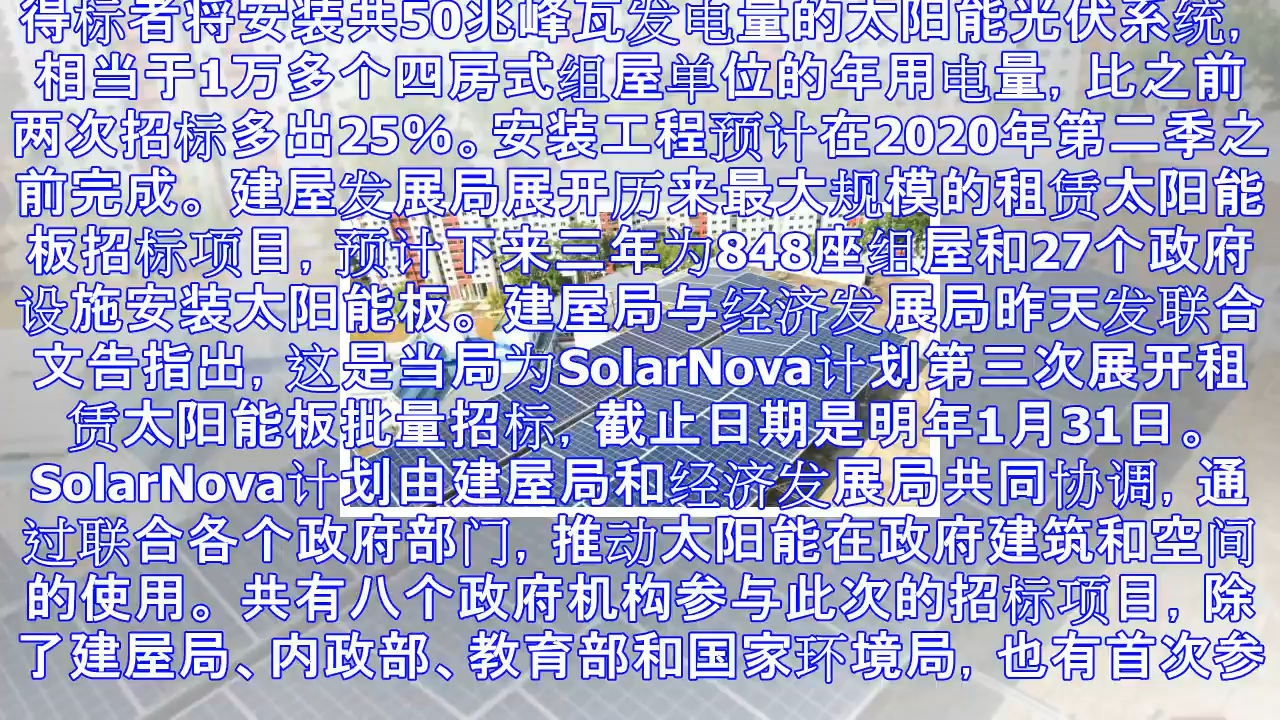 得标者将安装共50兆峰瓦发电量的太阳能光伏系统,
相当于1万多个四房式组屋单位的年用电量, 比之前
两次招标多出25%。安装工程预计在2020年第二季之
前完成。建屋发展局展开历来最大规模的租赁太阳能
板招标项目, 预计下来三年为848座组屋和27个政府
设施安装太阳能板。建屋局与经济发展局昨天发联合
文告指出, 这是当局为SolarNova计划第三次展开租
赁太阳能板批量招标, 截止日期是明年1月31日。
SolarNova计划由建屋局和经济发展局共同协调, 通
过联合各个政府部门, 推动太阳能在政府建筑和空间
的使用。共有八个政府机构参与此次的招标项目, 除
了建屋局、内政部、教育部和国家环境局, 也有首次参